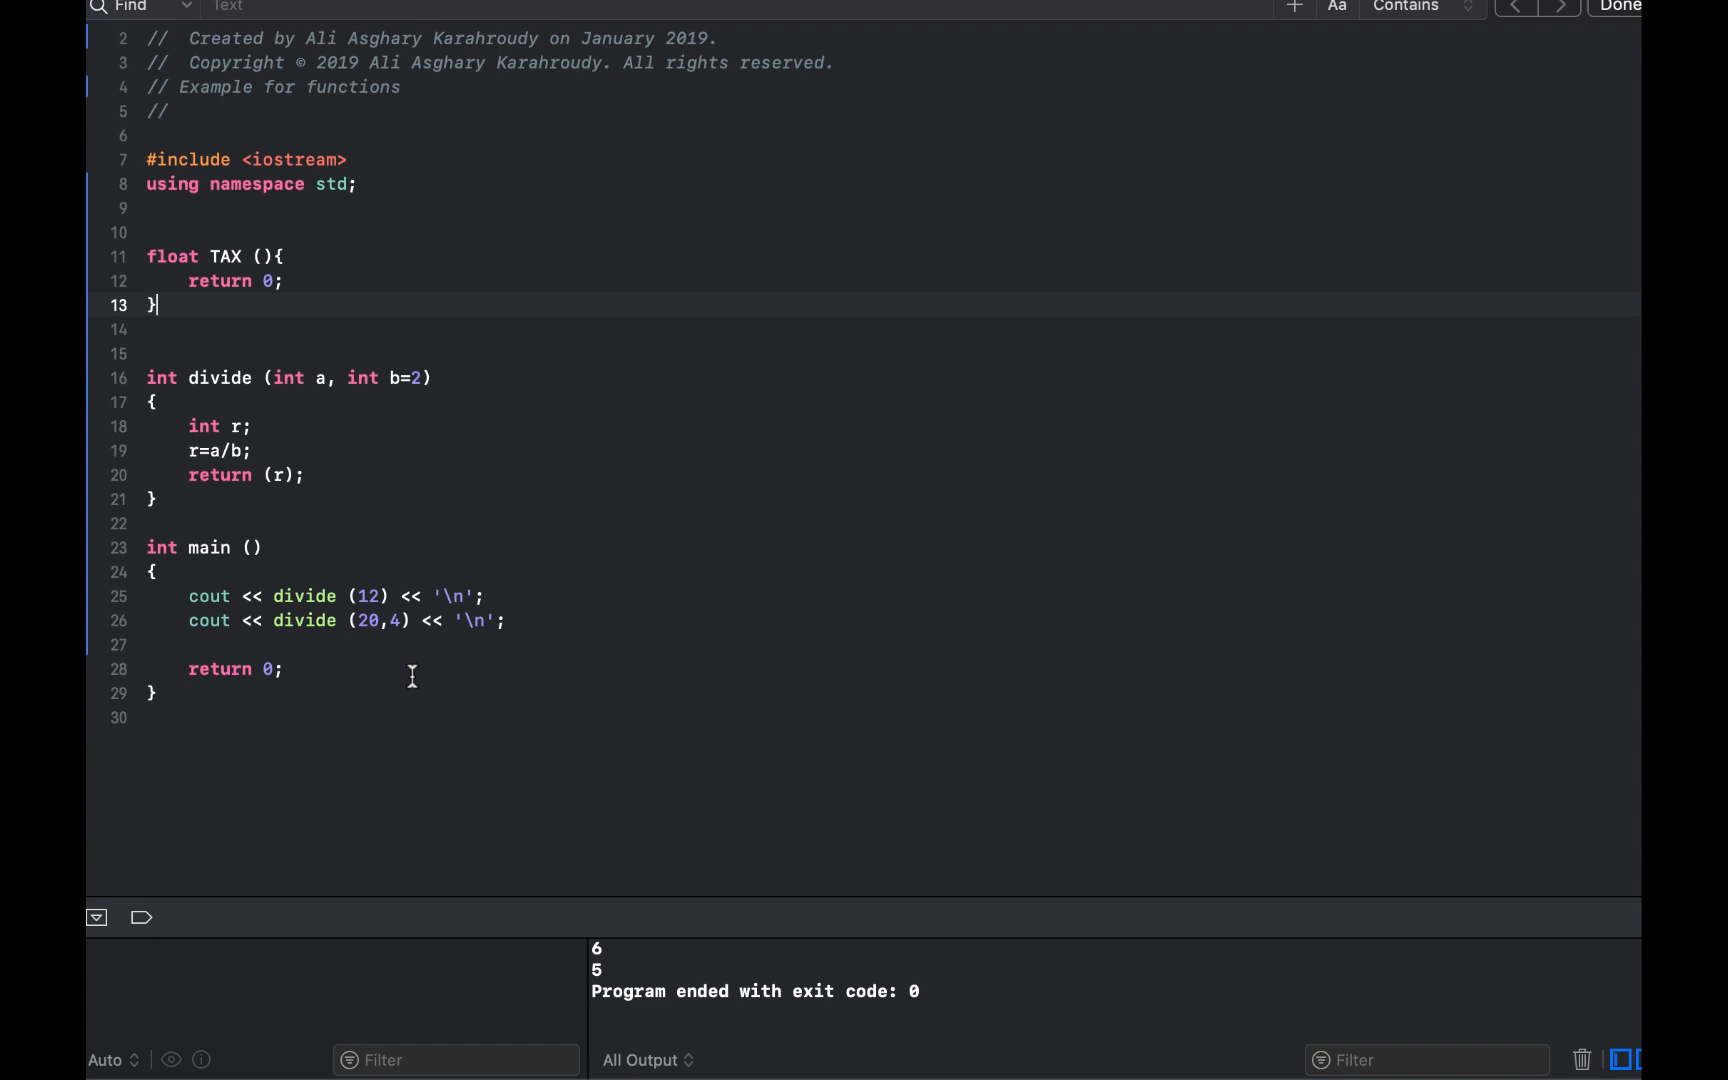 Find Text Aa Contains Done
2 // Created by Ali Asghary Karahroudy on January 2019.
3 // Copyright © 2019 Ali Asghary Karahroudy. All rights reserved.
4 // Example for functions
5 //
6
7 #include <iostream>
8 using namespace std;
9
10
11 float TAX (){
12     return 0;
13 }
14
15
16 int divide (int a, int b=2)
17 {
18     int r;
19     r=a/b;
20     return (r);
21 }
22
23 int main ()
24 {
25     cout << divide (12) << '\n';
26     cout << divide (20,4) << '\n';
27
28     return 0;
29 }
30
6
5
Program ended with exit code: 0
Auto Filter All Output Filter